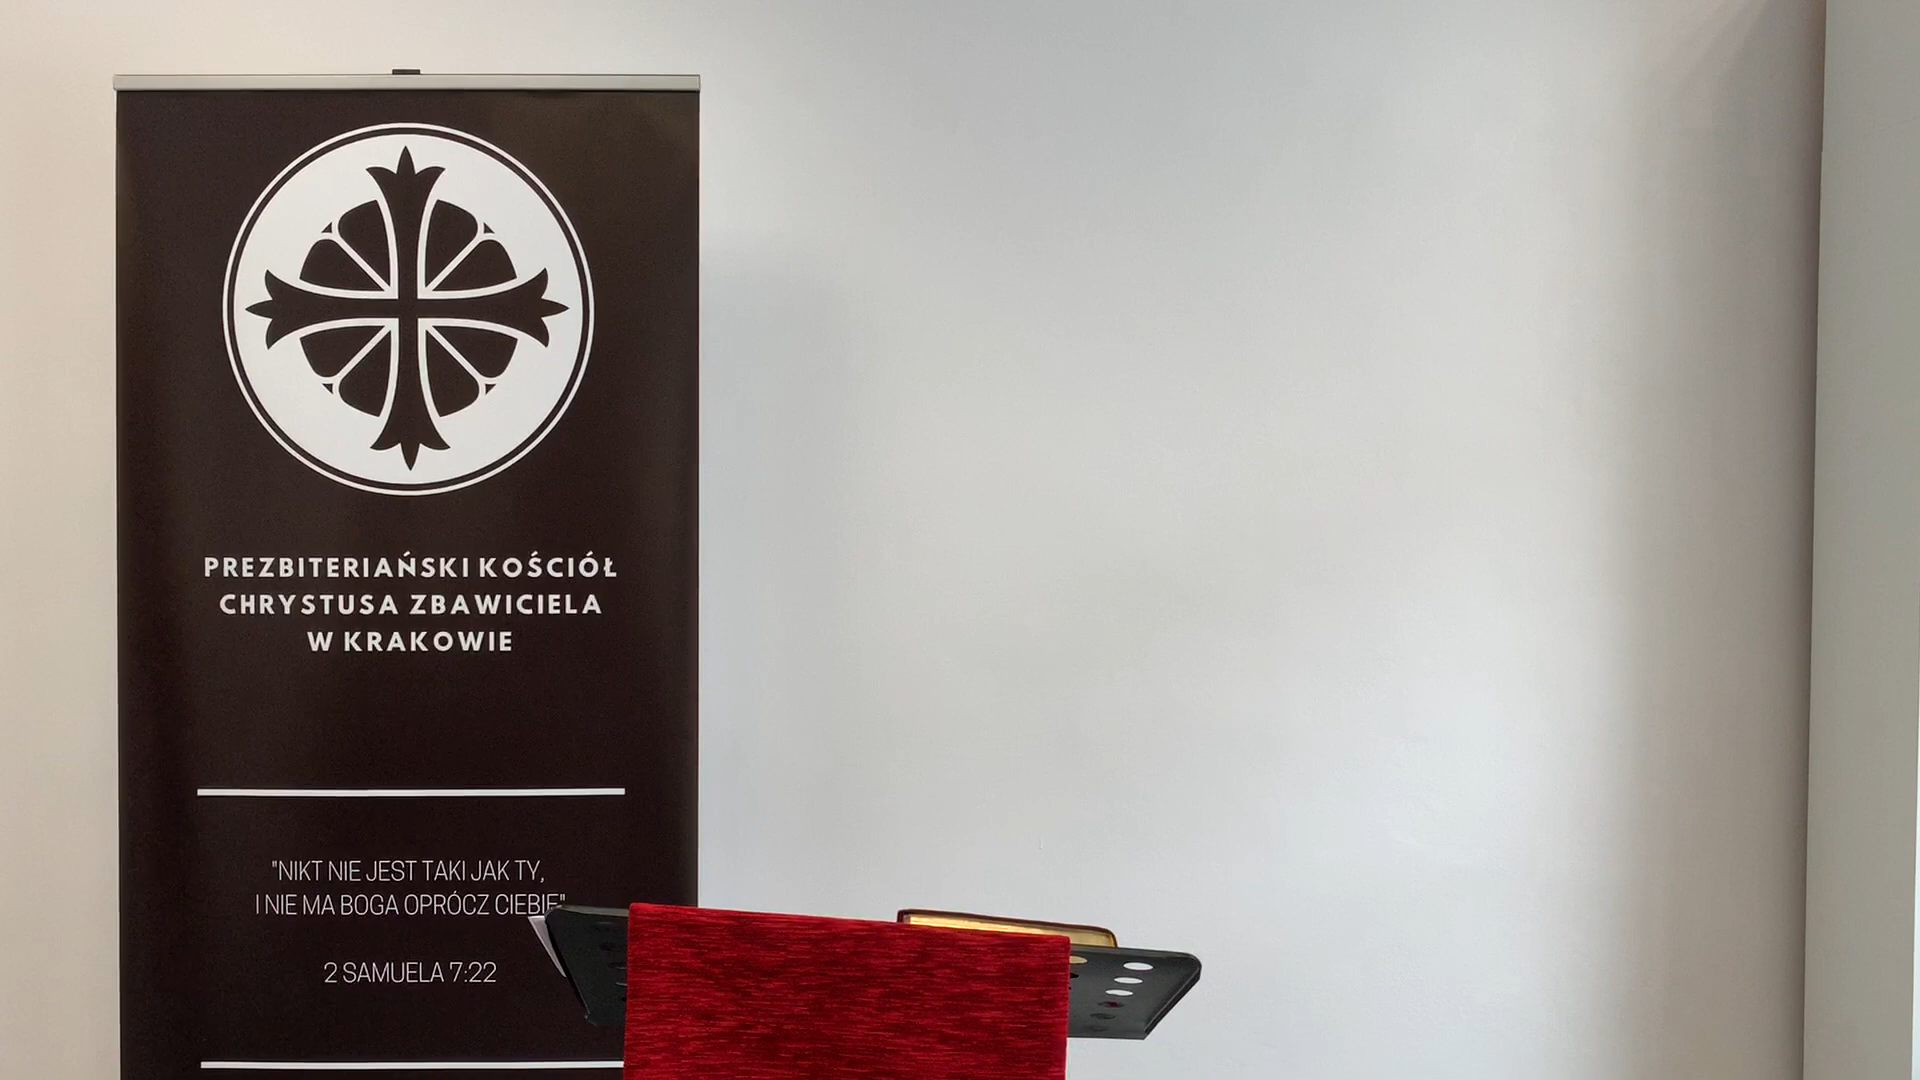 PREZBITERIAŃSKI KOŚCIÓŁ
CHRYSTUSA ZBAWICIELA
W KRAKOWIE
"NIKT NIE JEST TAKI JAK TY,
I NIE MA BOGA OPRÓCZ CIEBIE"
2 SAMUELA 7:22